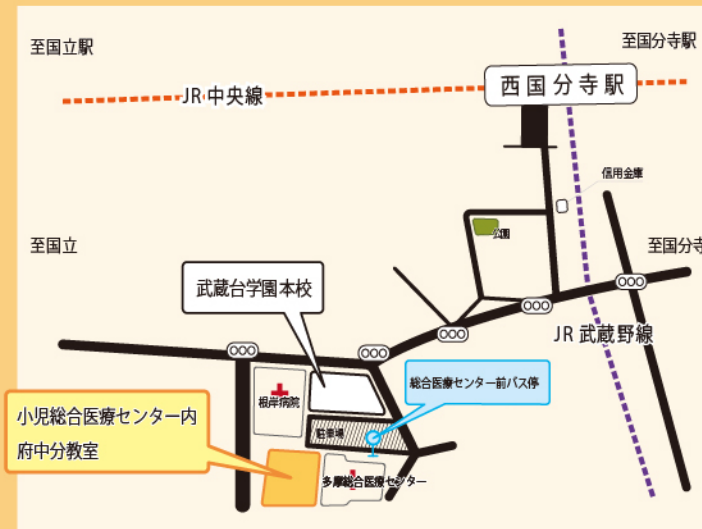 至国立駅
至国分寺駅
JR 中央線
西国分寺駅
信用金庫
公園
至国立
至国分寺
武蔵台学園本校
JR 武蔵野線
総合医療センター前バス停
根岸病院
小児総合医療センター内
府中分教室
駐車場
多摩総合医療センター